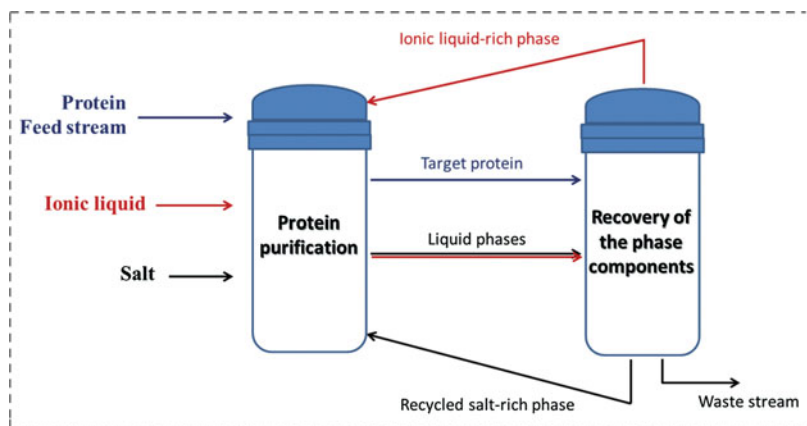 Ionic liquid-rich phase
Protein
Feed stream
Target protein
Ionic liquid
Protein
purification
Recovery of
the phase
components
Liquid phases
Salt
Recycled salt-rich phase
Waste stream